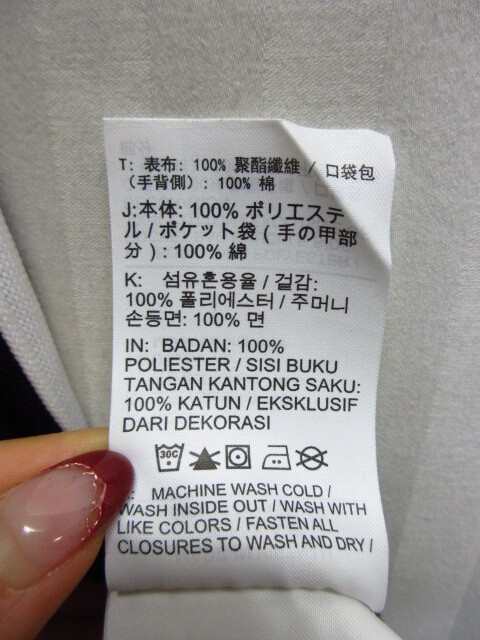 T: 表布: 100% 聚酯纖維 / 口袋包
(手背側): 100% 棉
J:本体: 100% ポリエステ
ル / ポケット袋 ( 手の甲部
分 ) : 100% 綿
K: 섬유혼용율 / 겉감:
100% 폴리에스터 / 주머니
손등면: 100% 면
IN: BADAN: 100%
POLIESTER / SISI BUKU
TANGAN KANTONG SAKU:
100% KATUN / EKSKLUSIF
DARI DEKORASI
30C
: MACHINE WASH COLD /
WASH INSIDE OUT / WASH WITH
LIKE COLORS / FASTEN ALL
CLOSURES TO WASH AND DRY /